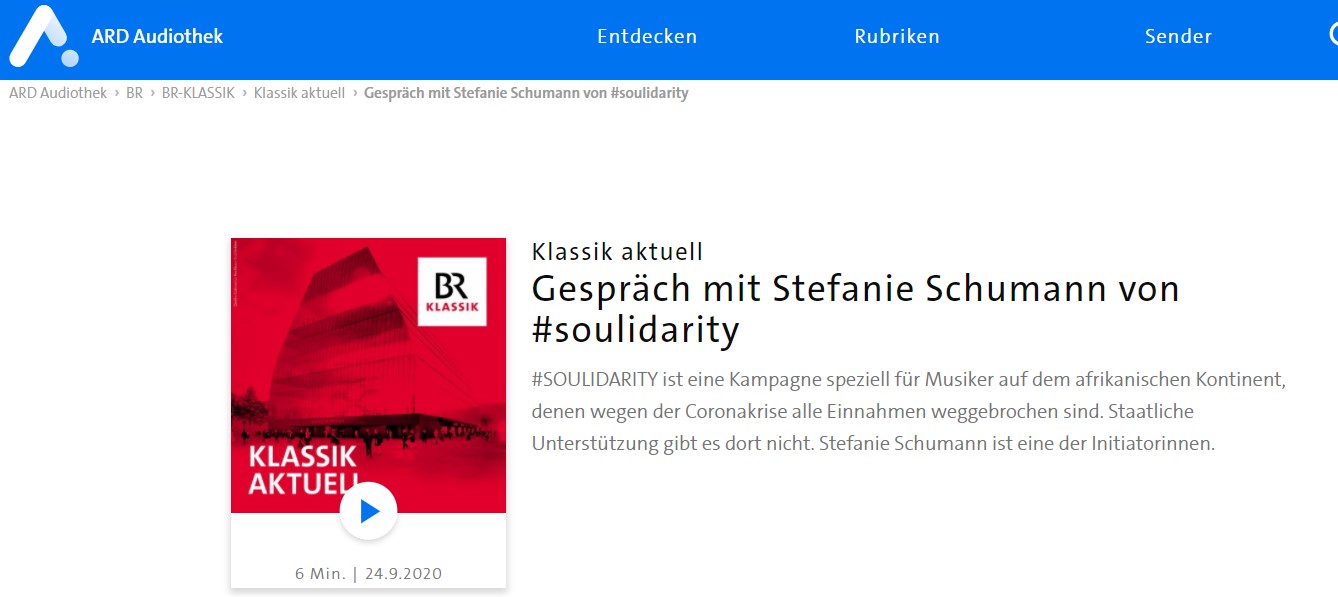 ARD Audiothek
Entdecken
Rubriken
Sender
ARD Audiothek › BR › BR-KLASSIK › Klassik aktuell › Gespräch mit Stefanie Schumann von #soulidarity
BR
KLASSIK
KLASSIK
AKTUELL
6 Min. | 24.9.2020
Klassik aktuell
Gespräch mit Stefanie Schumann von
#soulidarity
#SOULIDARITY ist eine Kampagne speziell für Musiker auf dem afrikanischen Kontinent,
denen wegen der Coronakrise alle Einnahmen weggebrochen sind. Staatliche
Unterstützung gibt es dort nicht. Stefanie Schumann ist eine der Initiatorinnen.